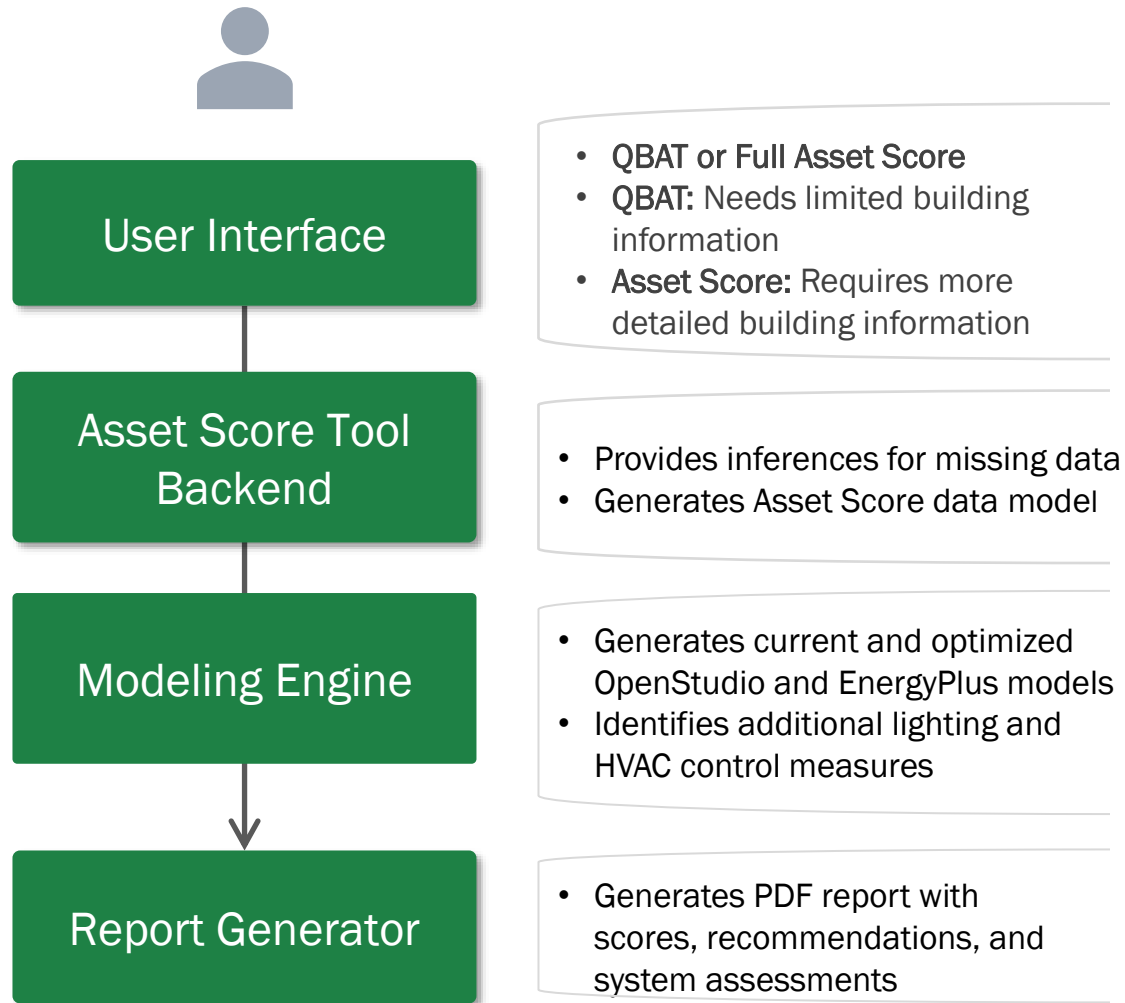 User Interface
• QBAT or Full Asset Score
• QBAT: Needs limited building
information
• Asset Score: Requires more
detailed building information
Asset Score Tool
Backend
• Provides inferences for missing data
• Generates Asset Score data model
Modeling Engine
• Generates current and optimized
OpenStudio and EnergyPlus models
• Identifies additional lighting and
HVAC control measures
Report Generator
• Generates PDF report with
scores, recommendations, and
system assessments